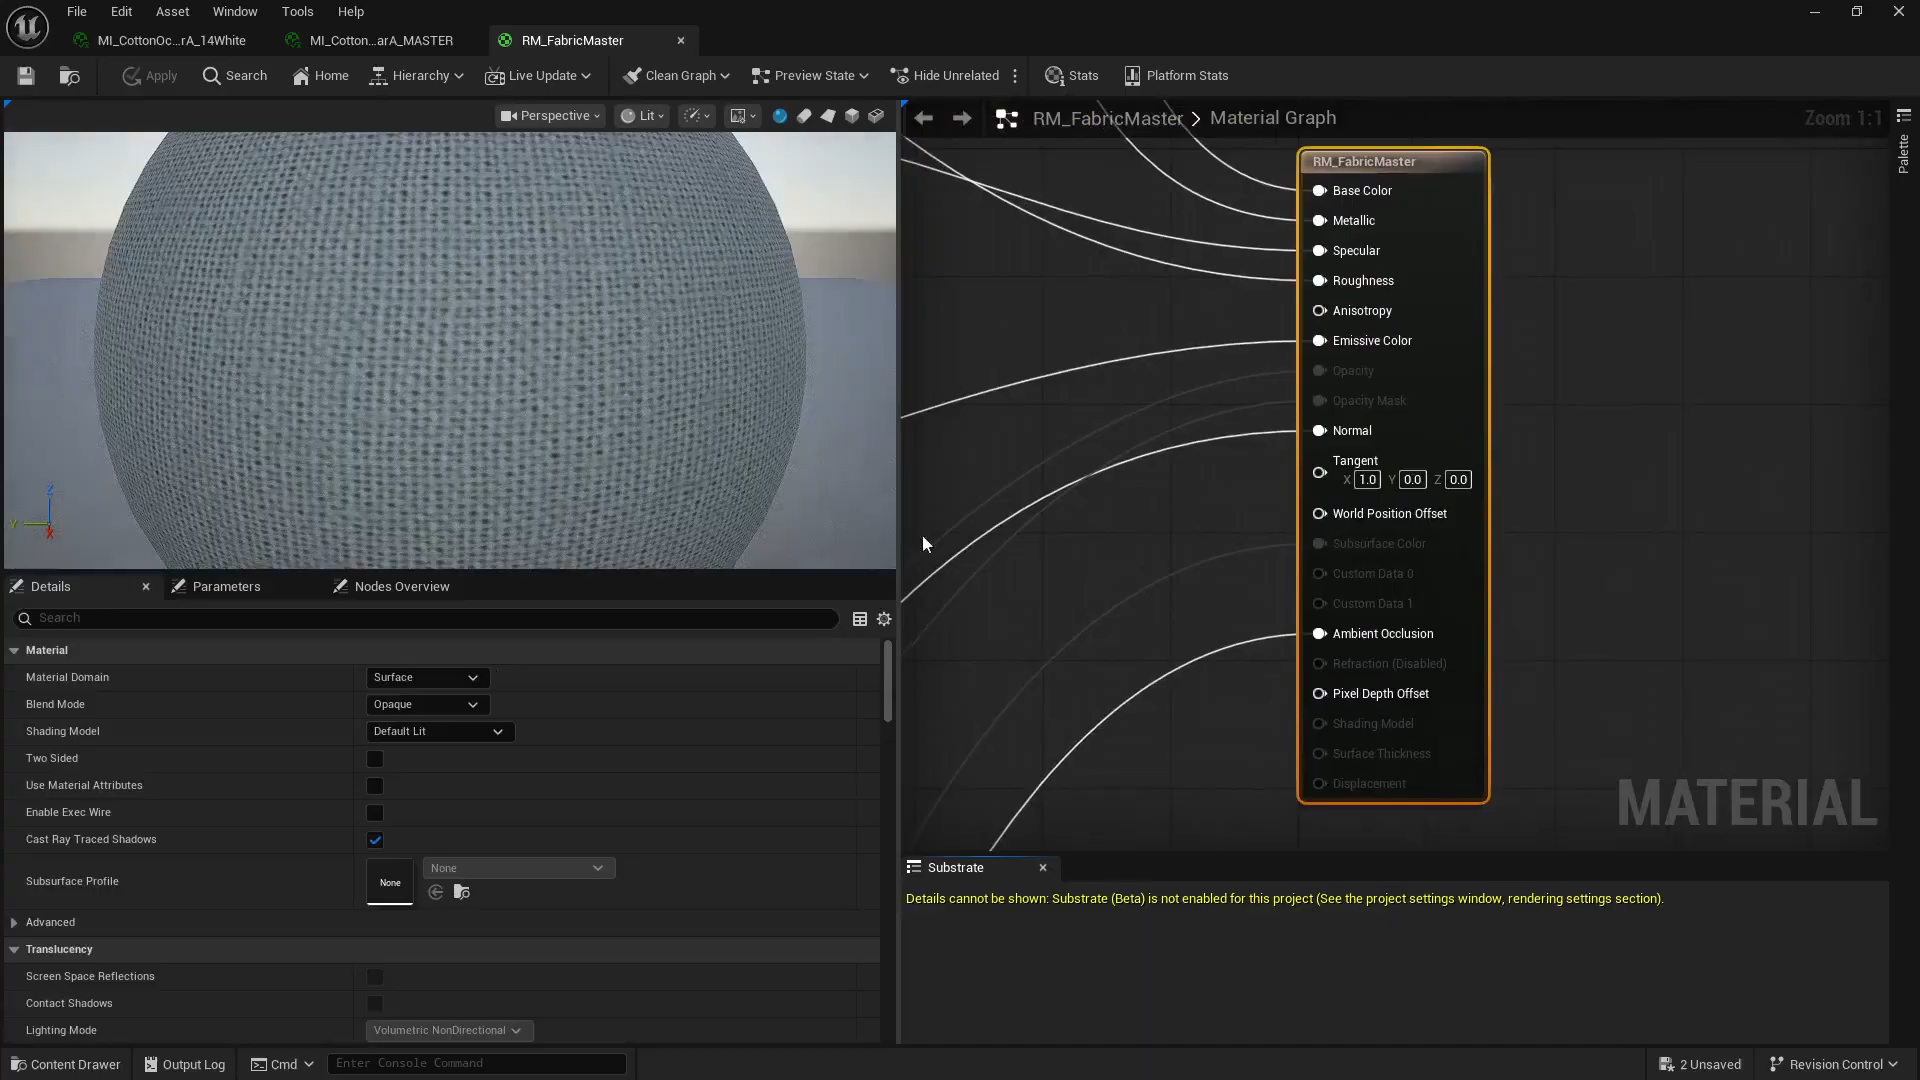 File Edit Asset Window Tools Help
MI_CottonOc...rA_14White MI_Cotton...arA_MASTER RM_FabricMaster
Apply Search Home Hierarchy Live Update Clean Graph Preview State Hide Unrelated Stats Platform Stats
Perspective Lit
RM_FabricMaster > Material Graph Zoom 1:1
Palette
RM_FabricMaster
Base Color
Metallic
Specular
Roughness
Anisotropy
Emissive Color
Opacity
Opacity Mask
Normal
Tangent
X 1.0 Y 0.0 Z 0.0
World Position Offset
Subsurface Color
Custom Data 0
Custom Data 1
Ambient Occlusion
Refraction (Disabled)
Pixel Depth Offset
Shading Model
Surface Thickness
Displacement
MATERIAL
Z
Y
X
Details Parameters Nodes Overview
Search
Material
Material Domain Surface
Blend Mode Opaque
Shading Model Default Lit
Two Sided
Use Material Attributes
Enable Exec Wire
Cast Ray Traced Shadows
Subsurface Profile None None
Advanced
Translucency
Screen Space Reflections
Contact Shadows
Lighting Mode Volumetric NonDirectional
Substrate
Details cannot be shown: Substrate (Beta) is not enabled for this project (See the project settings window, rendering settings section).
Content Drawer Output Log Cmd Enter Console Command 2 Unsaved Revision Control